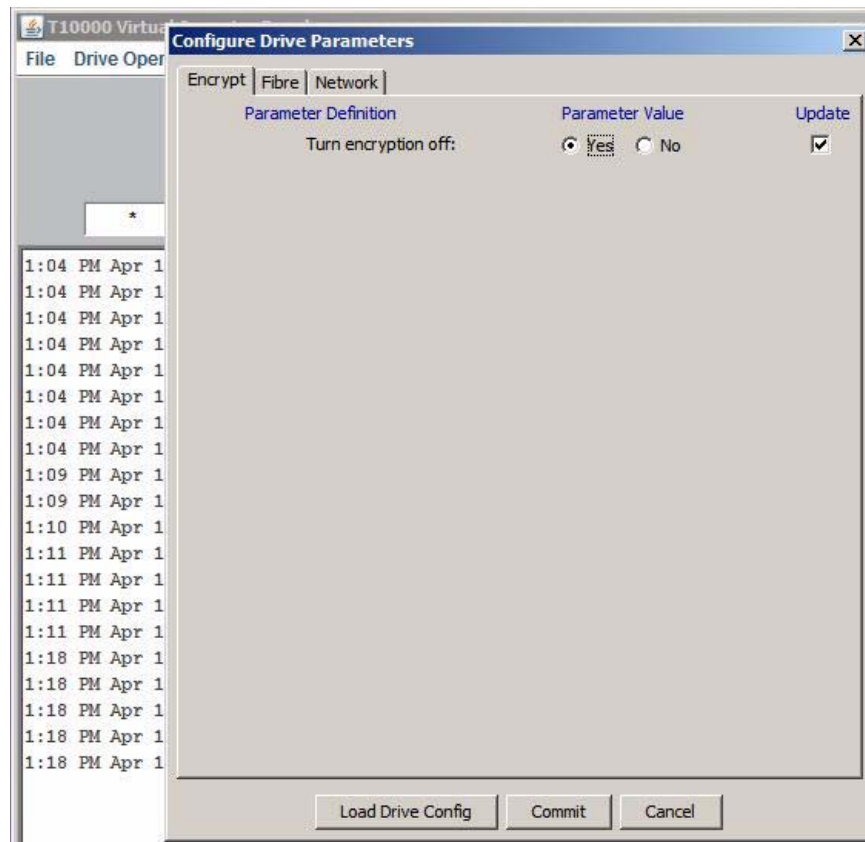 T10000 Virtu
Configure Drive Parameters
File Drive Oper
Encrypt Fibre Network
Parameter Definition Parameter Value Update
Turn encryption off: Yes No
*
1:04 PM Apr 1
1:04 PM Apr 1
1:04 PM Apr 1
1:04 PM Apr 1
1:04 PM Apr 1
1:04 PM Apr 1
1:04 PM Apr 1
1:04 PM Apr 1
1:09 PM Apr 1
1:09 PM Apr 1
1:10 PM Apr 1
1:11 PM Apr 1
1:11 PM Apr 1
1:11 PM Apr 1
1:11 PM Apr 1
1:18 PM Apr 1
1:18 PM Apr 1
1:18 PM Apr 1
1:18 PM Apr 1
1:18 PM Apr 1
Load Drive Config Commit Cancel